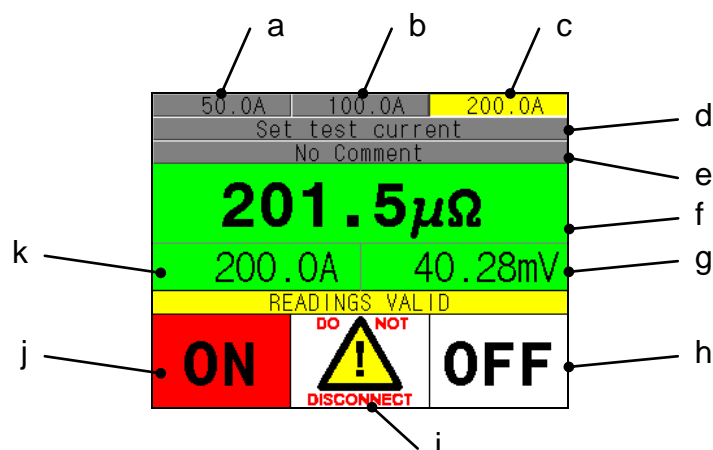 a b c
50.0A 100.0A 200.0A
Set test current d
No Comment e
201.5μΩ f
k 200.0A 40.28mV g
READINGS VALID
DO NOT
j ON ! OFF h
DISCONNECT
i